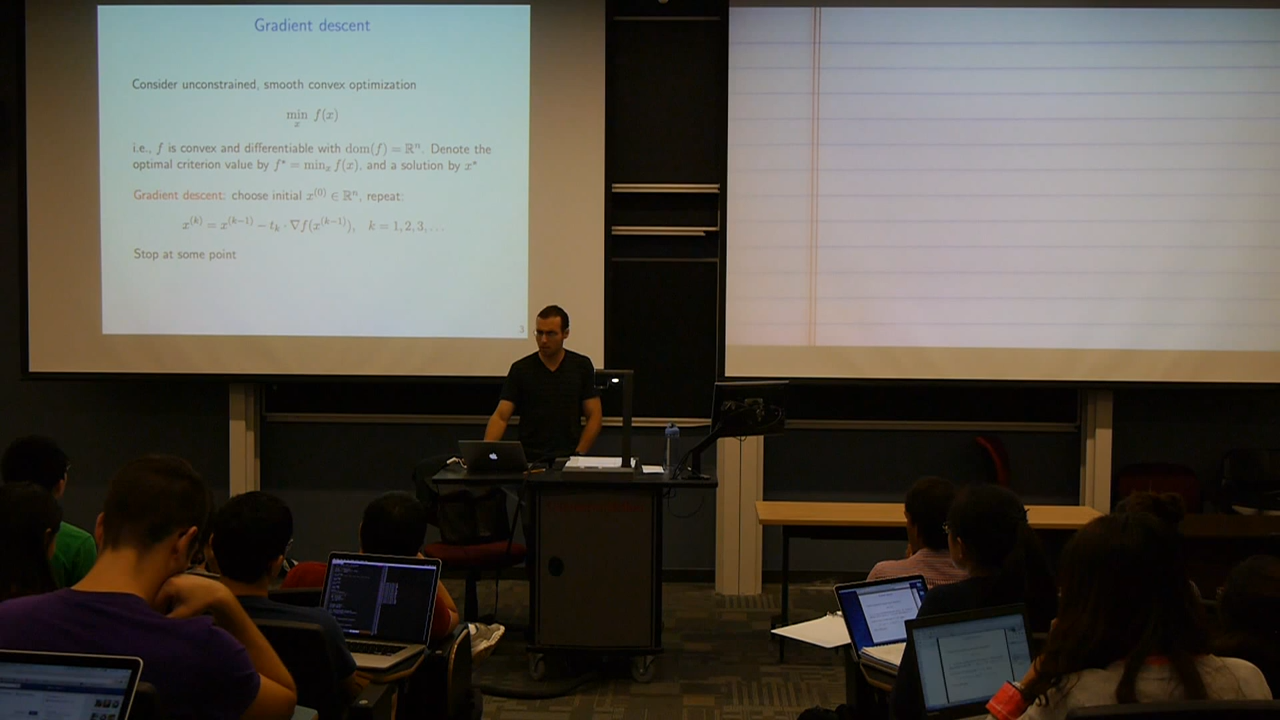 Gradient descent
Consider unconstrained, smooth convex optimization
min f(x)
x
i.e., f is convex and differentiable with dom(f) = ℝⁿ. Denote the
optimal criterion value by f* = minₓ f(x), and a solution by x*
Gradient descent: choose initial x⁽⁰⁾ ∈ ℝⁿ, repeat:
x⁽ᵏ⁾ = x⁽ᵏ⁻¹⁾ − tₖ · ∇f(x⁽ᵏ⁻¹⁾), k = 1, 2, 3, . . .
Stop at some point
3